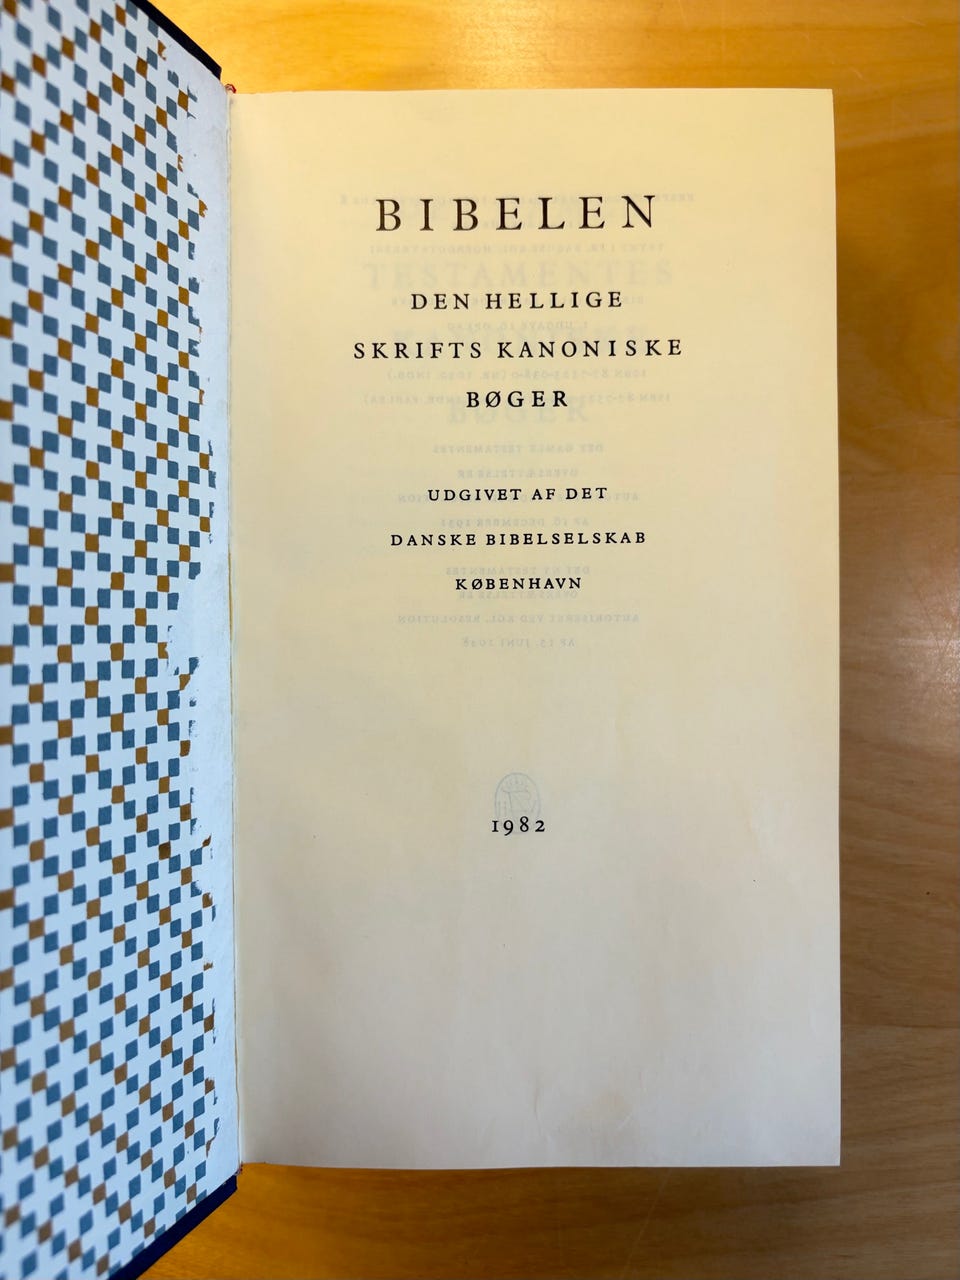 BIBELEN
DEN HELLIGE
SKRIFTS KANONISKE
BØGER
UDGIVET AF DET
DANSKE BIBELSELSKAB
KØBENHAVN
1982